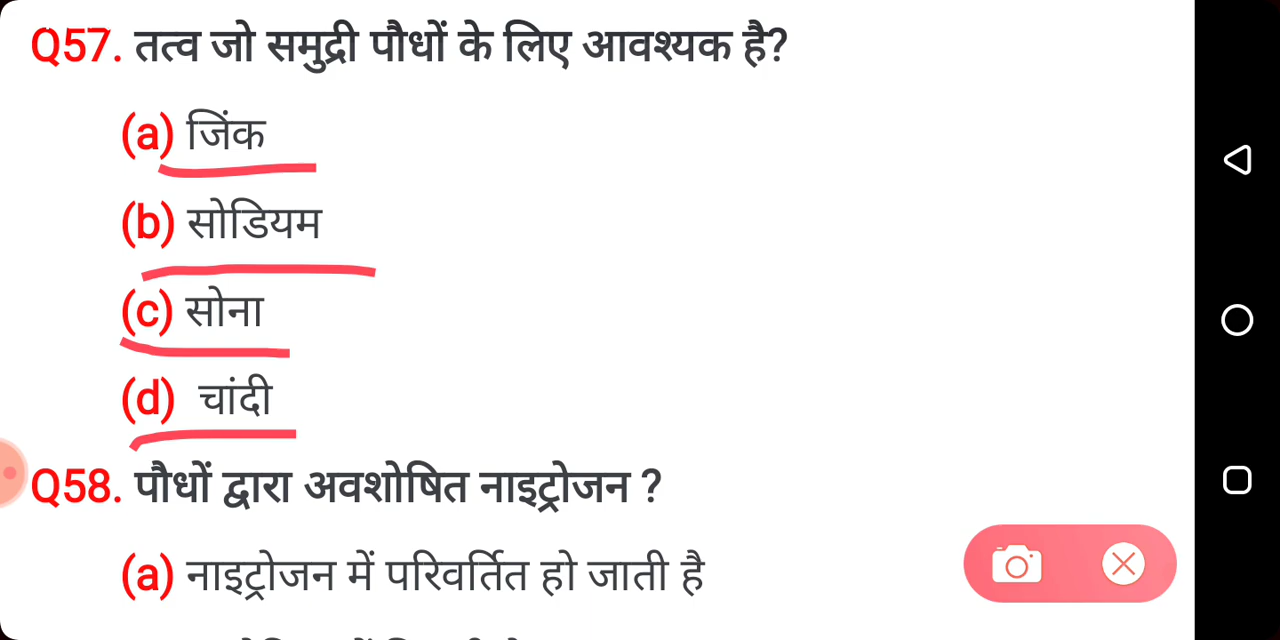 Q57. तत्व जो समुद्री पौधों के लिए आवश्यक है?
(a) जिंक
(b) सोडियम
(c) सोना
(d) चांदी
Q58. पौधों द्वारा अवशोषित नाइट्रोजन ?
(a) नाइट्रोजन में परिवर्तित हो जाती है